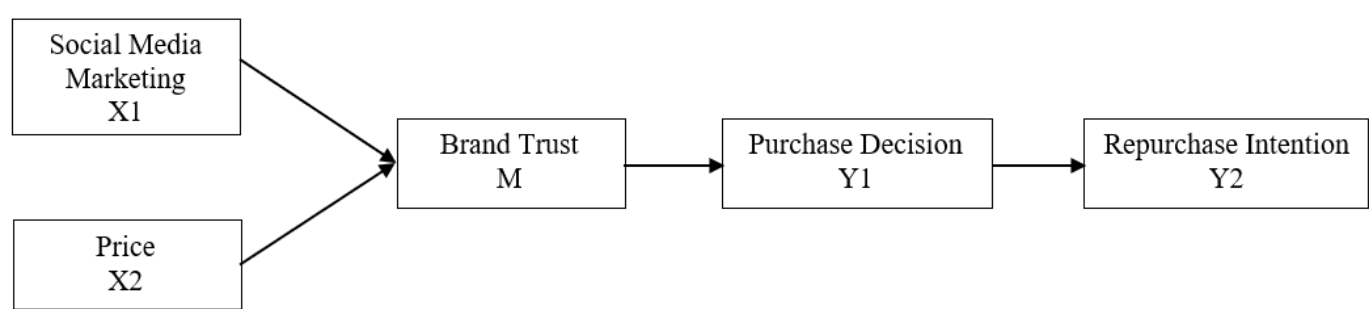 Social Media
Marketing
X1
Brand Trust
M
Purchase Decision
Y1
Repurchase Intention
Y2
Price
X2